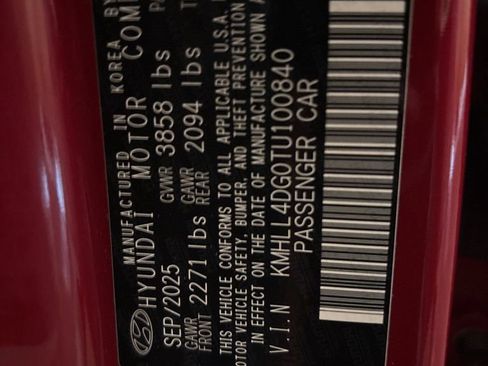 MANUFACTURED IN KOREA BY
HYUNDAI MOTOR COMP
SEP/2025 GVWR 3858 lbs
GAWR FRONT 2271 lbs GAWR REAR 2094 lbs
THIS VEHICLE CONFORMS TO ALL APPLICABLE U.S.A.
MOTOR VEHICLE SAFETY, BUMPER, AND THEFT PREVENTION
IN EFFECT ON THE DATE OF MANUFACTURE SHOWN A
V.I.N KMHLL4DG0TU100840
PASSENGER CAR